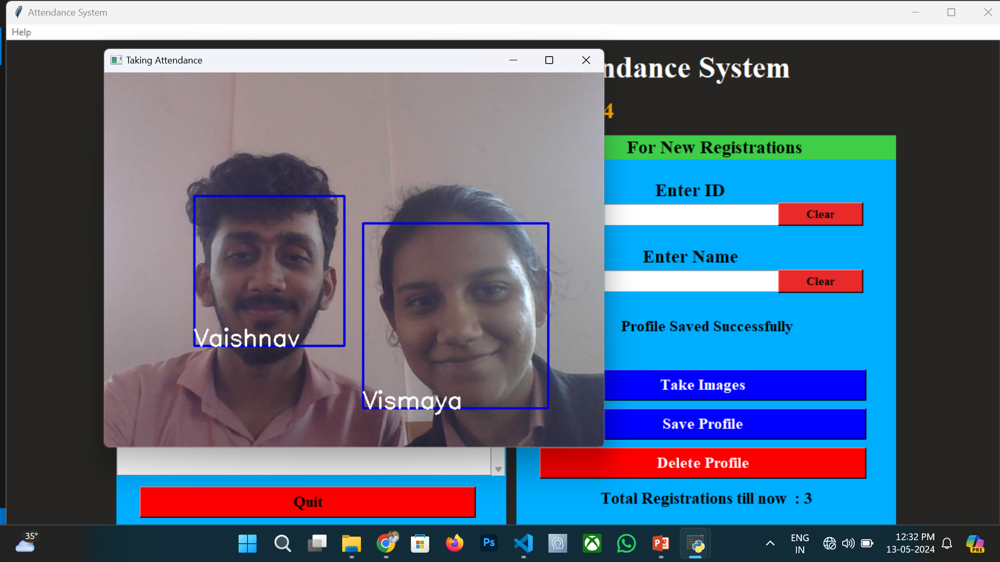 Attendance System
Help
Taking Attendance
ndance System
4
For New Registrations
Enter ID
Clear
Enter Name
Clear
Profile Saved Successfully
Vaishnav
Vismaya
Take Images
Save Profile
Delete Profile
Quit
Total Registrations till now : 3
35°
Ps
ENG
IN
12:32 PM
13-05-2024
PRE